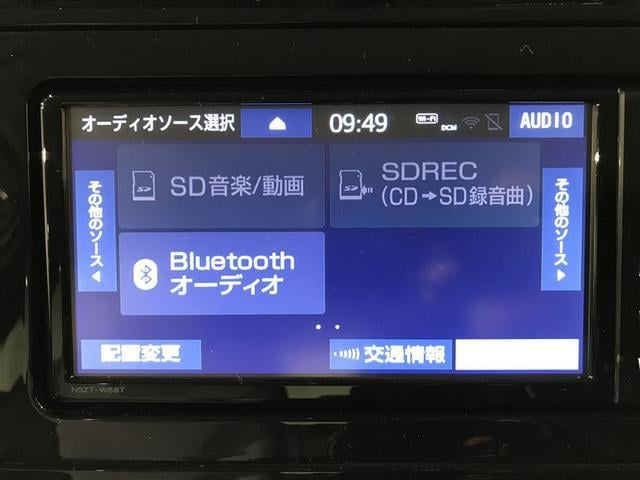 オーディオソース選択
09:49
Wi-Fi
DCM
AUDIO
その他のソース
SD音楽/動画
SDREC
(CD➡SD録音曲)
その他のソース
Bluetooth
オーディオ
配置変更
交通情報
NSZT-W68T